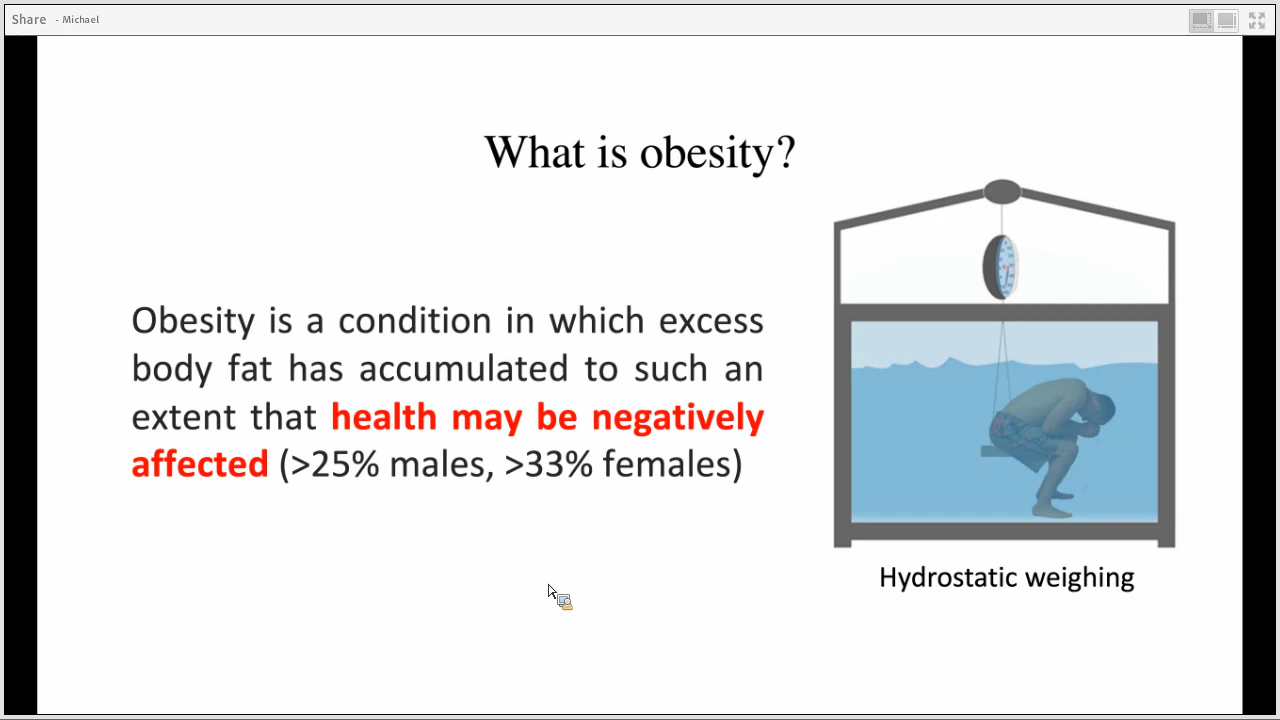 Share - Michael
What is obesity?
Obesity is a condition in which excess
body fat has accumulated to such an
extent that health may be negatively
affected (>25% males, >33% females)
Hydrostatic weighing